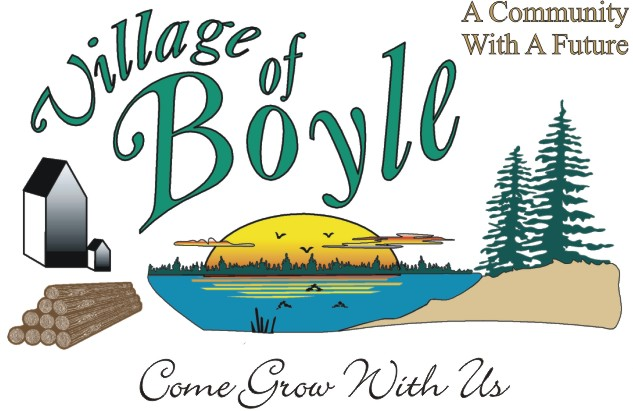 A Community
With A Future
Village of
Boyle
Come Grow With Us